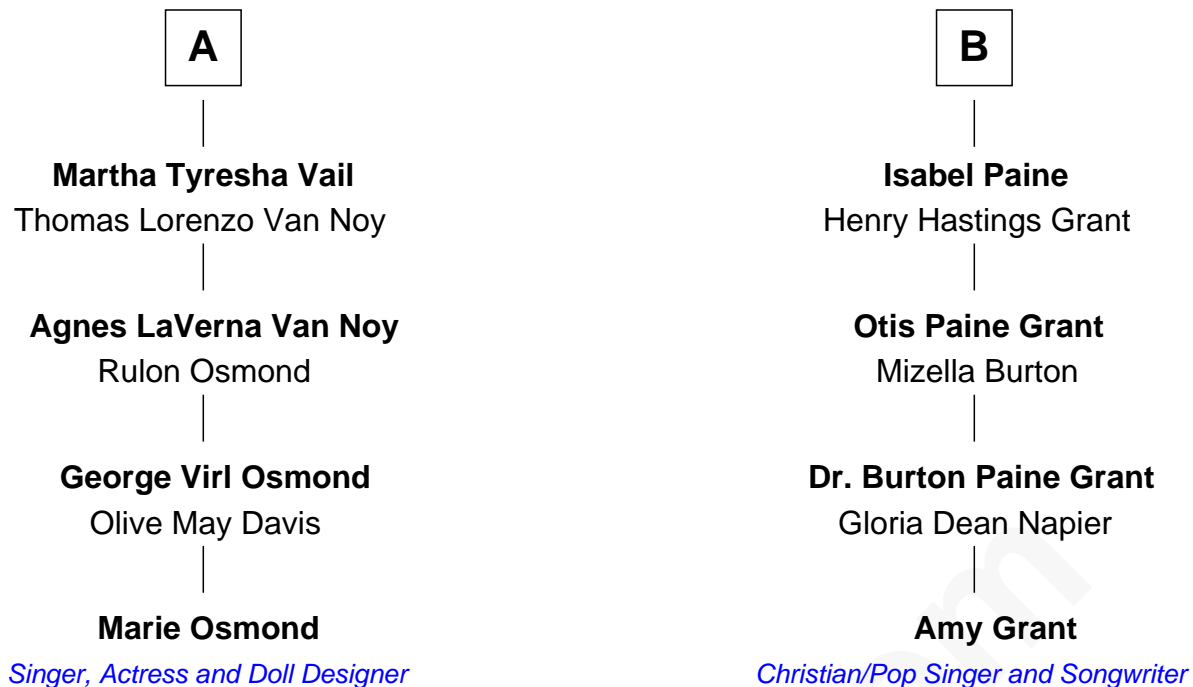 A
B
Martha Tyresha Vail
Thomas Lorenzo Van Noy
Isabel Paine
Henry Hastings Grant
Agnes LaVerna Van Noy
Rulon Osmond
Otis Paine Grant
Mizella Burton
George Virl Osmond
Olive May Davis
Dr. Burton Paine Grant
Gloria Dean Napier
Marie Osmond
Singer, Actress and Doll Designer
Amy Grant
Christian/Pop Singer and Songwriter